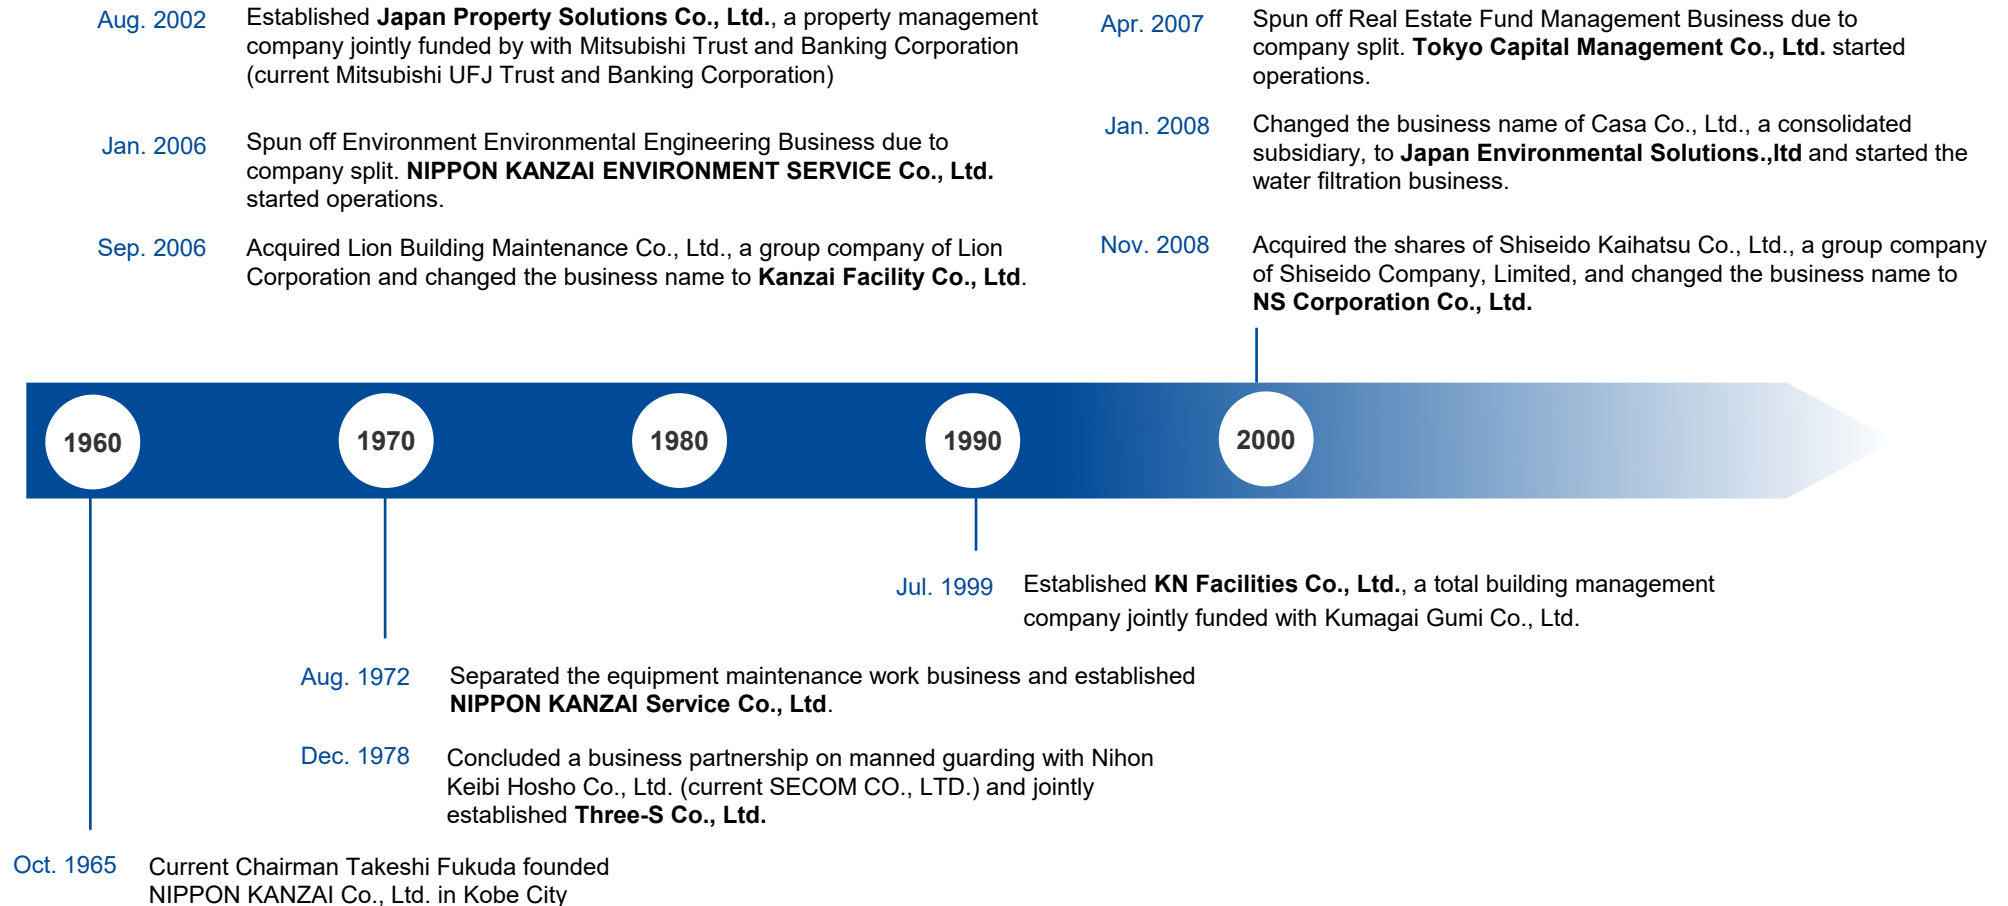 Aug. 2002
Established Japan Property Solutions Co., Ltd., a property management
company jointly funded by with Mitsubishi Trust and Banking Corporation
(current Mitsubishi UFJ Trust and Banking Corporation)
Jan. 2006
Spun off Environment Environmental Engineering Business due to
company split. NIPPON KANZAI ENVIRONMENT SERVICE Co., Ltd.
started operations.
Sep. 2006
Acquired Lion Building Maintenance Co., Ltd., a group company of Lion
Corporation and changed the business name to Kanzai Facility Co., Ltd.
Apr. 2007
Spun off Real Estate Fund Management Business due to
company split. Tokyo Capital Management Co., Ltd. started
operations.
Jan. 2008
Changed the business name of Casa Co., Ltd., a consolidated
subsidiary, to Japan Environmental Solutions.,ltd and started the
water filtration business.
Nov. 2008
Acquired the shares of Shiseido Kaihatsu Co., Ltd., a group company
of Shiseido Company, Limited, and changed the business name to
NS Corporation Co., Ltd.
1960
1970
1980
1990
2000
Jul. 1999
Established KN Facilities Co., Ltd., a total building management
company jointly funded with Kumagai Gumi Co., Ltd.
Aug. 1972
Separated the equipment maintenance work business and established
NIPPON KANZAI Service Co., Ltd.
Dec. 1978
Concluded a business partnership on manned guarding with Nihon
Keibi Hosho Co., Ltd. (current SECOM CO., LTD.) and jointly
established Three-S Co., Ltd.
Oct. 1965
Current Chairman Takeshi Fukuda founded
NIPPON KANZAI Co., Ltd. in Kobe City